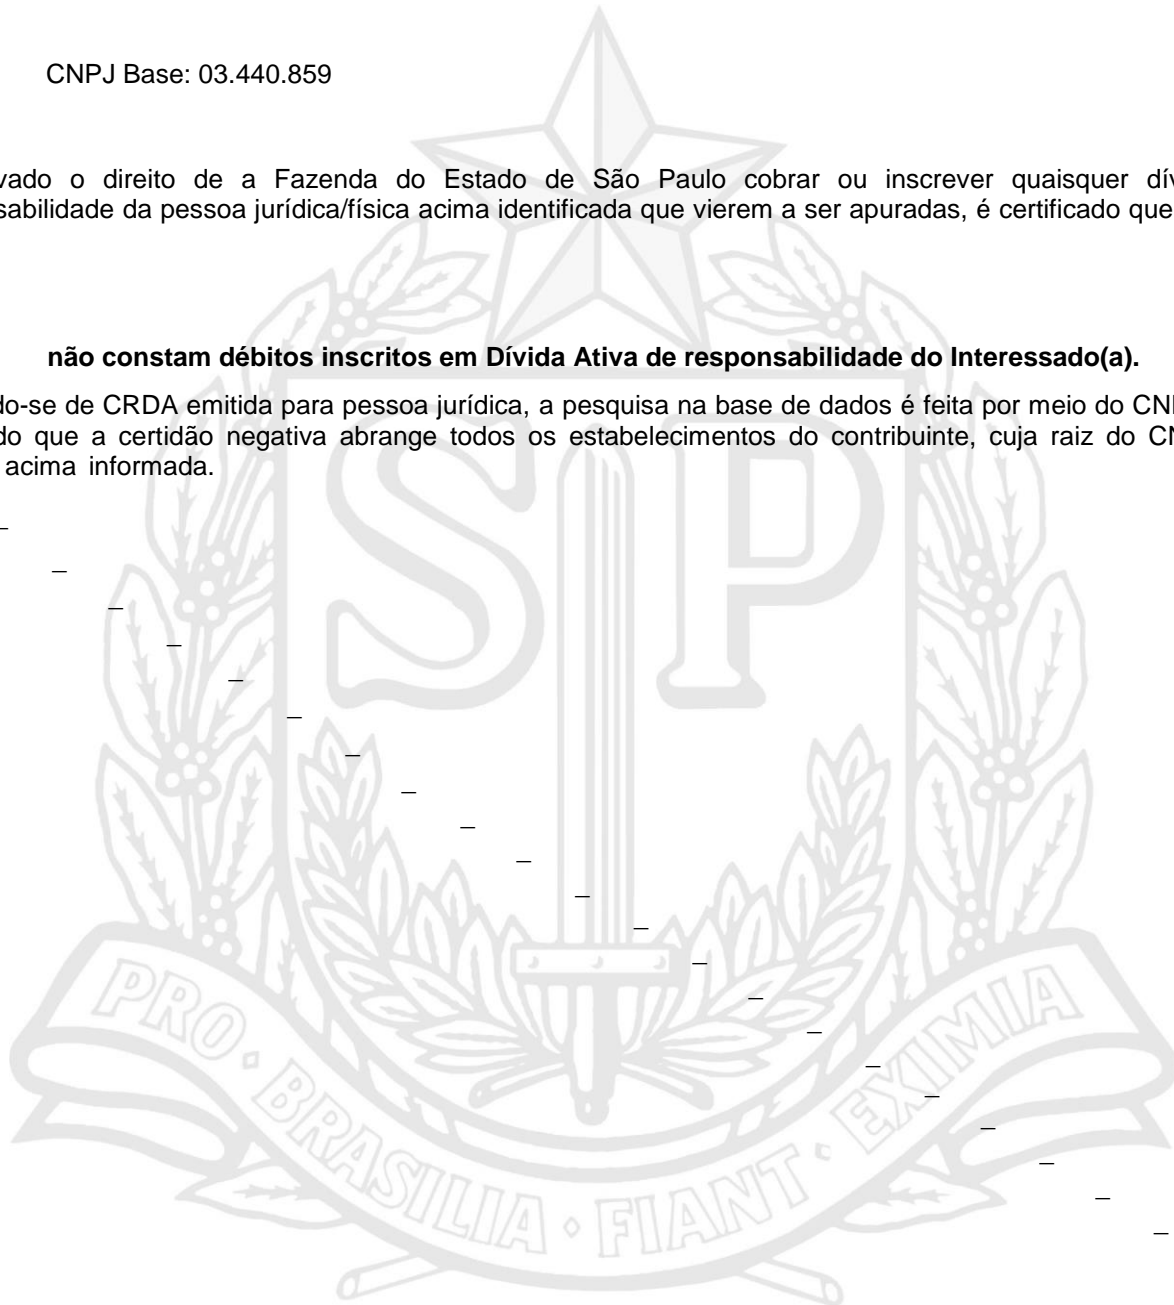 CNPJ Base: 03.440.859
vado o direito de a Fazenda do Estado de São Paulo cobrar ou inscrever quaisquer dív
sabilidade da pessoa jurídica/física acima identificada que vierem a ser apuradas, é certificado que
não constam débitos inscritos em Dívida Ativa de responsabilidade do Interessado(a).
do-se de CRDA emitida para pessoa jurídica, a pesquisa na base de dados é feita por meio do CN
do que a certidão negativa abrange todos os estabelecimentos do contribuinte, cuja raiz do CN
acima informada.
SP
PRO • BRASILIA • FIANT • EXIMIA